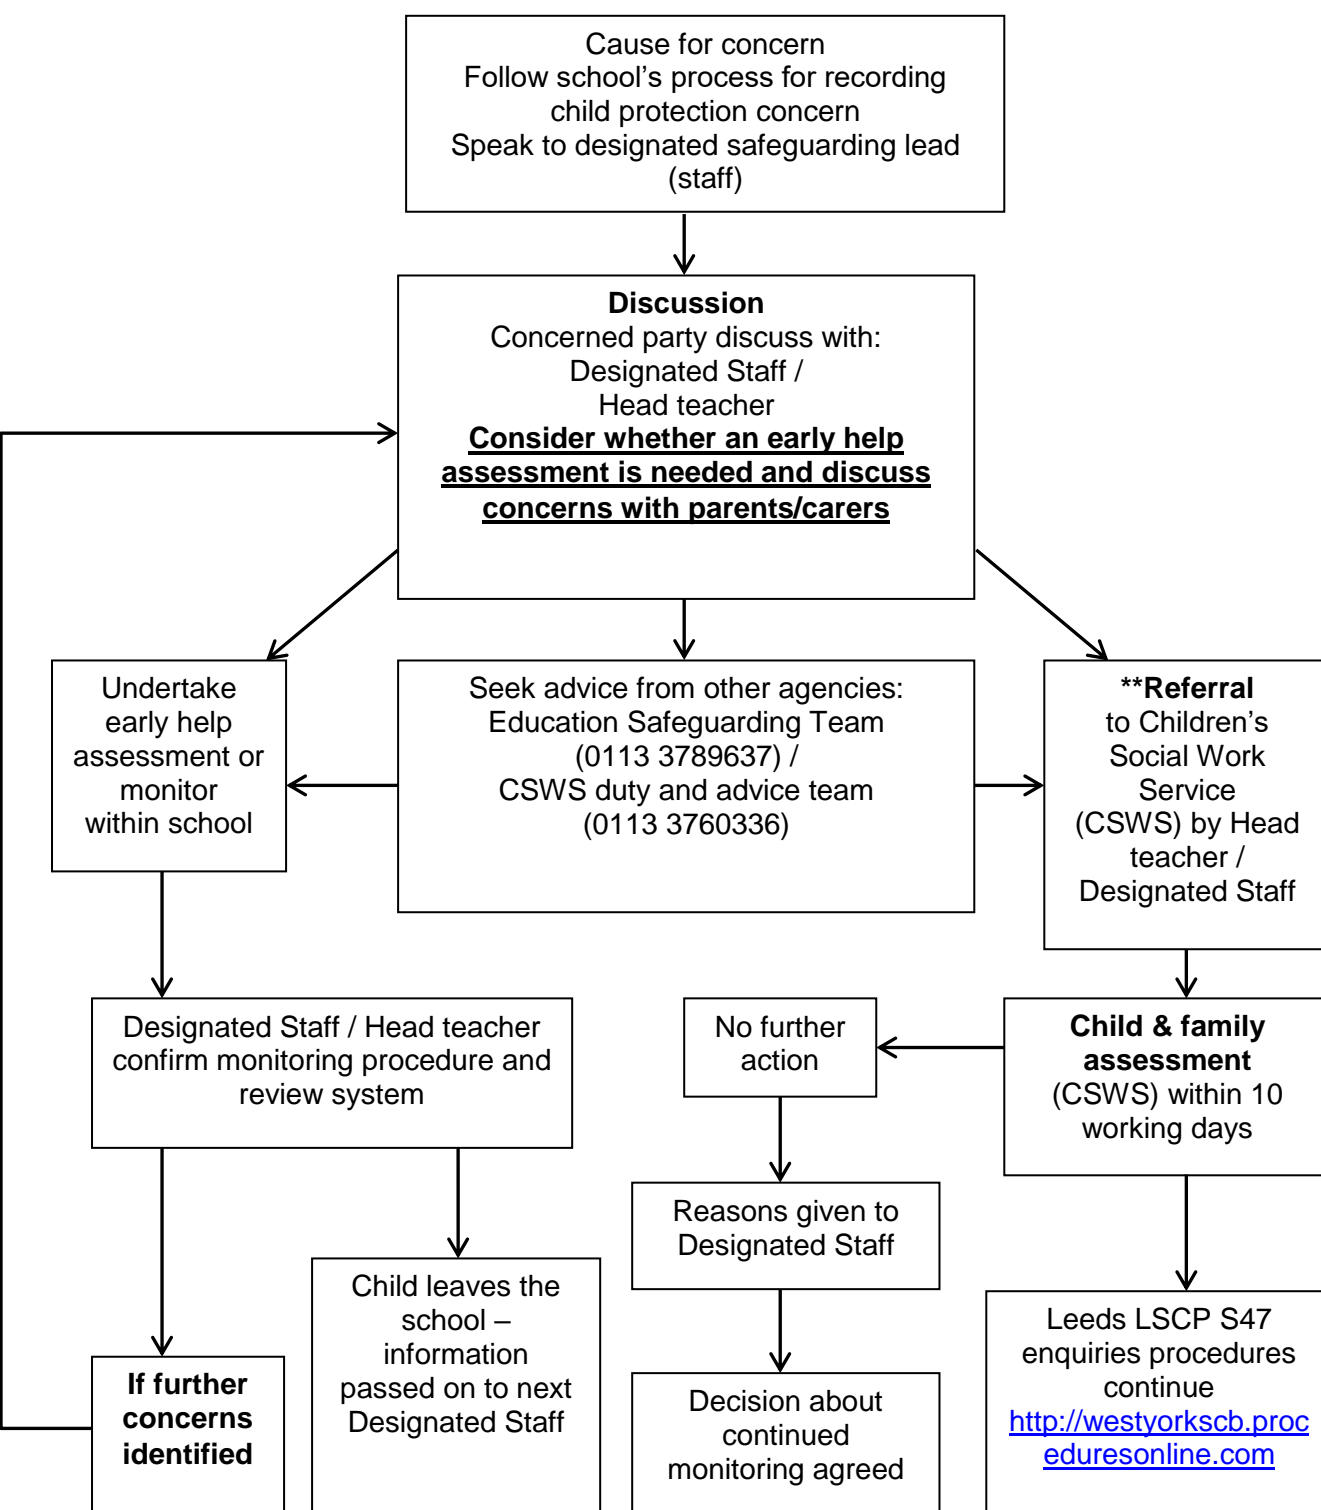 Cause for concern
Follow school’s process for recording
child protection concern
Speak to designated safeguarding lead
(staff)
Discussion
Concerned party discuss with:
Designated Staff /
Head teacher
Consider whether an early help
assessment is needed and discuss
concerns with parents/carers
Undertake
early help
assessment or
monitor
within school
Seek advice from other agencies:
Education Safeguarding Team
(0113 3789637) /
CSWS duty and advice team
(0113 3760336)
**Referral
to Children’s
Social Work
Service
(CSWS) by Head
teacher /
Designated Staff
Designated Staff / Head teacher
confirm monitoring procedure and
review system
No further
action
Child & family
assessment
(CSWS) within 10
working days
Reasons given to
Designated Staff
If further
concerns
identified
Child leaves the
school –
information
passed on to next
Designated Staff
Decision about
continued
monitoring agreed
Leeds LSCP S47
enquiries procedures
continue
http://westyorkscb.proc
eduresonline.com